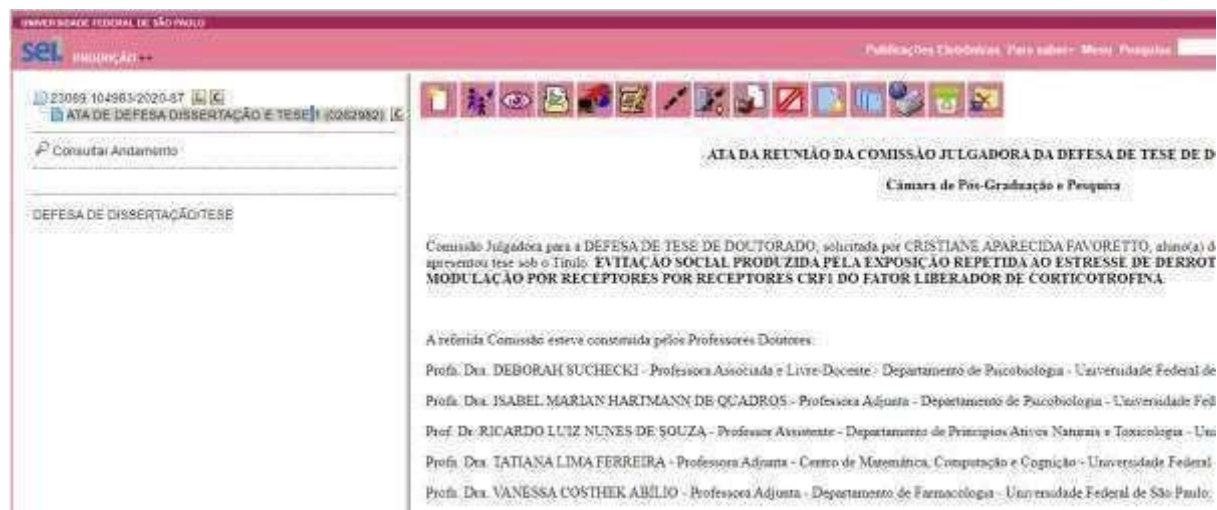 UNIVERSIDADE FEDERAL DE SÃO PAULO
sei. PRODUÇÃO ++
Publicações Eletrônicas Para saber+ Menu Pesquisa
23089.104963/2020-87
ATA DE DEFESA DISSERTAÇÃO E TESE 1 (0262982)
Consultar Andamento
DEFESA DE DISSERTAÇÃO/TESE
ATA DA REUNIÃO DA COMISSÃO JULGADORA DA DEFESA DE TESE DE D
Câmara de Pós-Graduação e Pesquisa
Comissão Julgadora para a DEFESA DE TESE DE DOUTORADO, solicitada por CRISTIANE APARECIDA FAVORETTO, aluno(a) d
apresentou tese sob o Título: EVITAÇÃO SOCIAL PRODUZIDA PELA EXPOSIÇÃO REPETIDA AO ESTRESSE DE DERROT
MODULAÇÃO POR RECEPTORES POR RECEPTORES CRF1 DO FATOR LIBERADOR DE CORTICOTROFINA.
A referida Comissão esteve constituída pelos Professores Doutores:
Profa. Dra. DEBORAH SUCHECKI - Professora Associada e Livre-Docente - Departamento de Psicobiologia - Universidade Federal de
Profa. Dra. ISABEL MARIAN HARTMANN DE QUADROS - Professora Adjunta - Departamento de Psicobiologia - Universidade Fed
Prof. Dr. RICARDO LUIZ NUNES DE SOUZA - Professor Assistente - Departamento de Princípios Ativos Naturais e Toxicologia - Uni
Profa. Dra. TATIANA LIMA FERREIRA - Professora Adjunta - Centro de Matemática, Computação e Cognição - Universidade Federal
Profa. Dra. VANESSA COSTHEK ABÍLIO - Professora Adjunta - Departamento de Farmacologia - Universidade Federal de São Paulo.